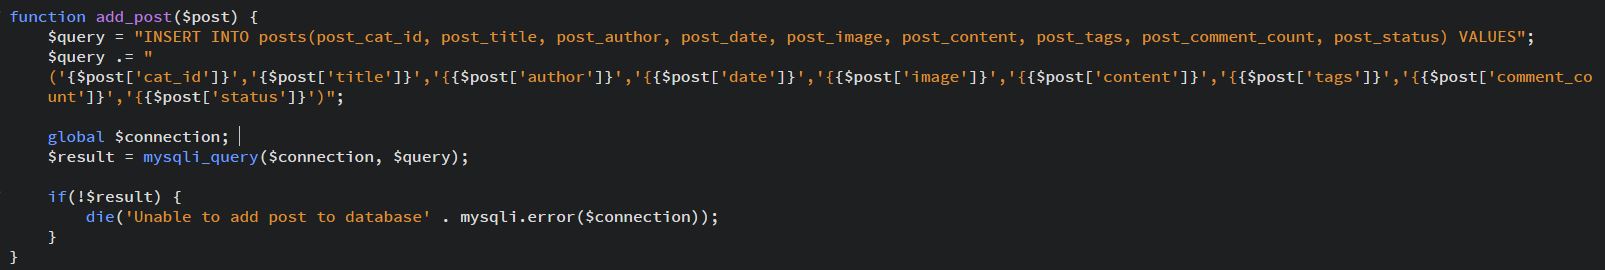 function add_post($post) {
$query = "INSERT INTO posts(post_cat_id, post_title, post_author, post_date, post_image, post_content, post_tags, post_comment_count, post_status) VALUES";
$query .= "
('{$post['cat_id']}','{$post['title']}','{{$post['author']}','{{$post['date']}','{{$post['image']}','{{$post['content']}','{{$post['tags']}','{{$post['comment_co
unt']}','{{$post['status']}')";
global $connection;
$result = mysqli_query($connection, $query);
if(!$result) {
die('Unable to add post to database' . mysqli.error($connection));
}
}